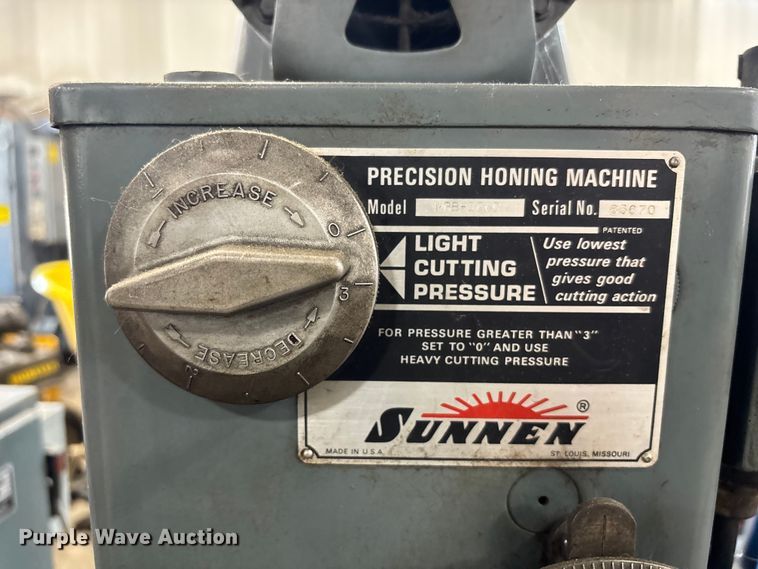 INCREASE
0
3
DECREASE
PRECISION HONING MACHINE
Model Serial No.
PATENTED
LIGHT
CUTTING
PRESSURE
Use lowest
pressure that
gives good
cutting action
FOR PRESSURE GREATER THAN "3"
SET TO "0" AND USE
HEAVY CUTTING PRESSURE
SUNNEN ®
MADE IN U.S.A.
ST. LOUIS, MISSOURI
Purple Wave Auction